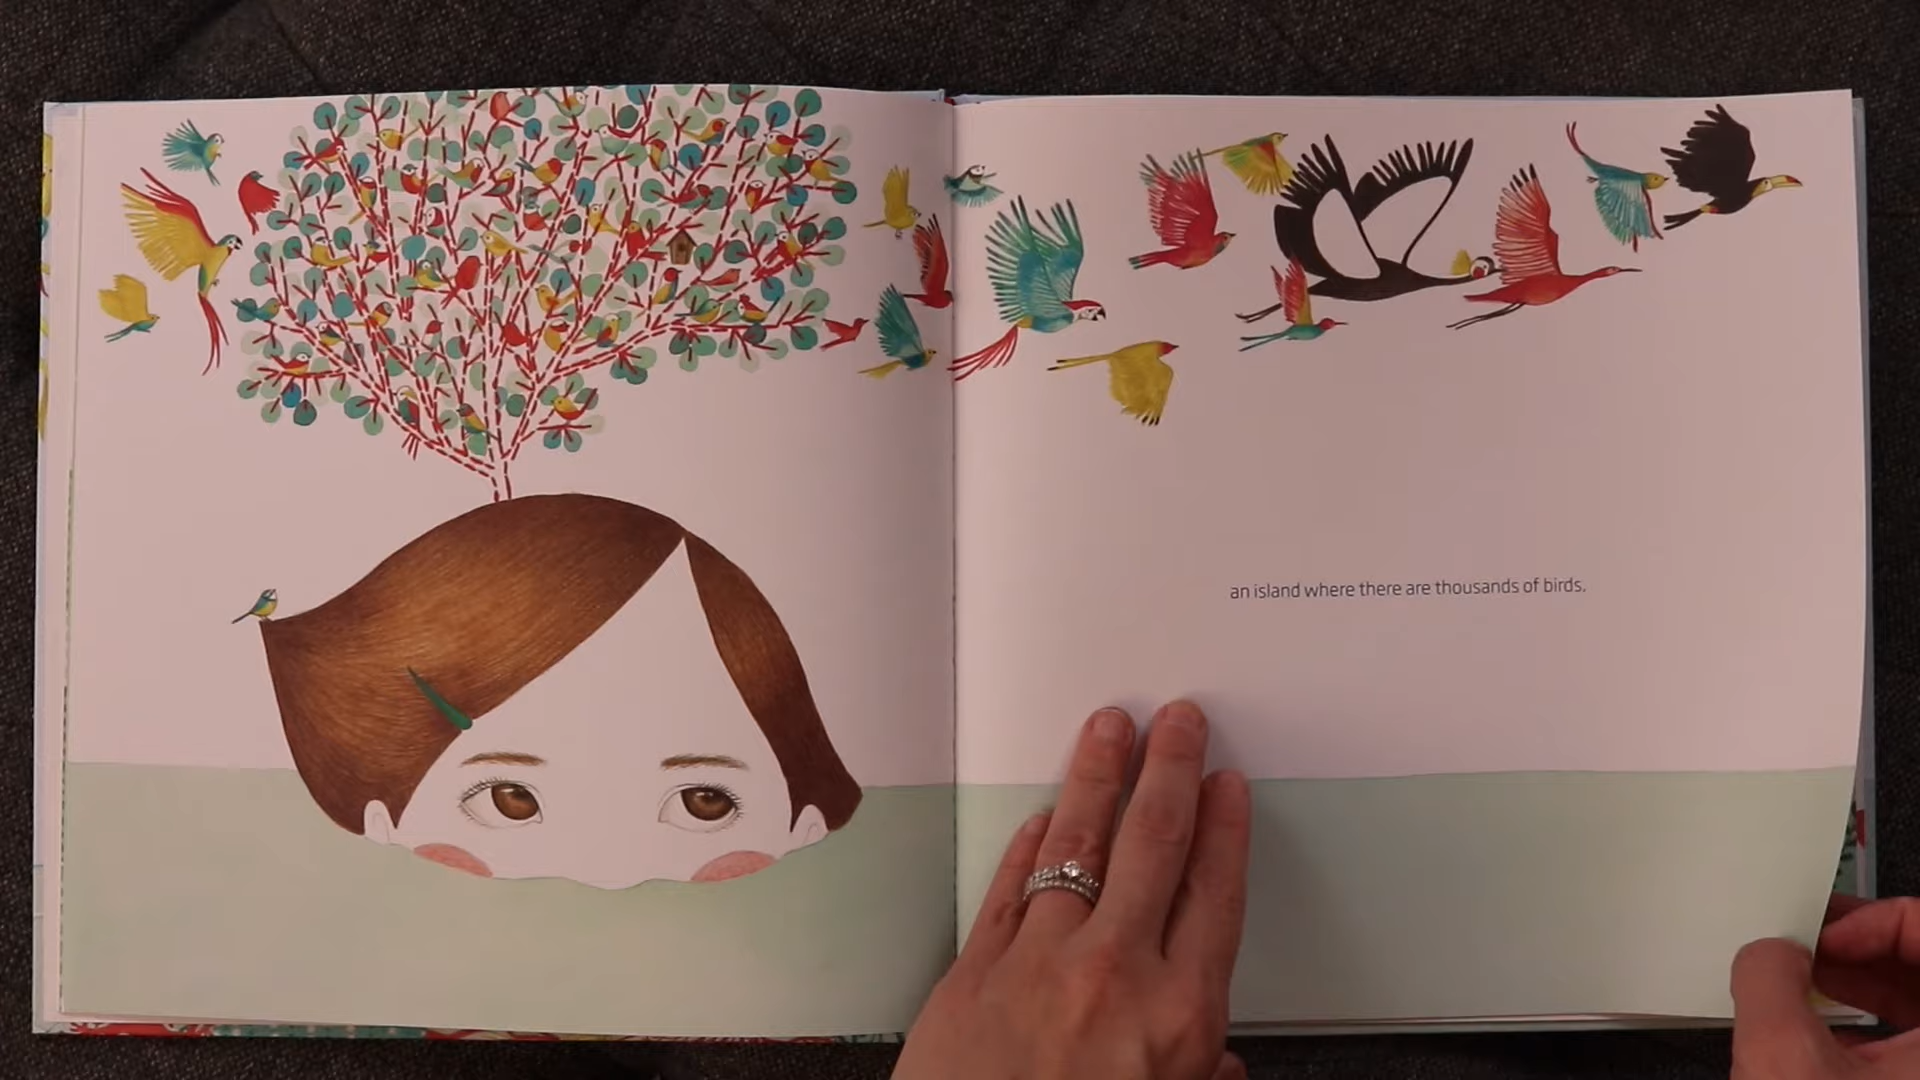 an island where there are thousands of birds.